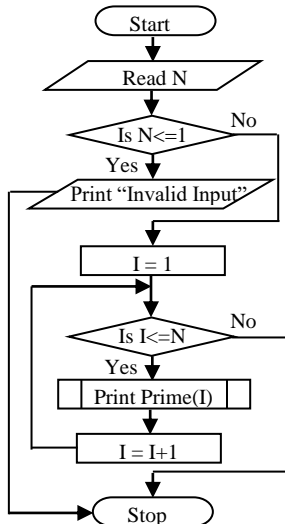 Start
Read N
Is N<=1
No
Yes
Print “Invalid Input”
I = 1
Is I<=N
No
Yes
Print Prime(I)
I = I+1
Stop